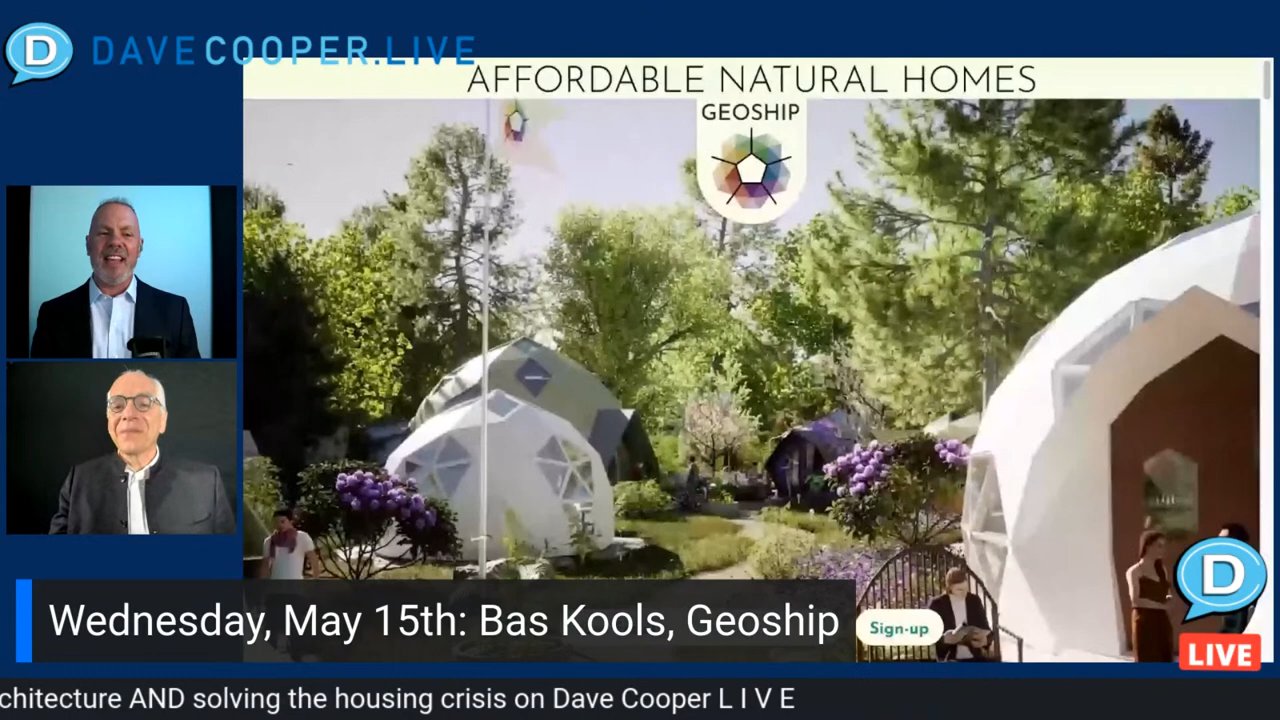 D DAVECOOPER.LIVE
AFFORDABLE NATURAL HOMES
GEOSHIP
Wednesday, May 15th: Bas Kools, Geoship
Sign-up
D
LIVE
chitecture AND solving the housing crisis on Dave Cooper L I V E